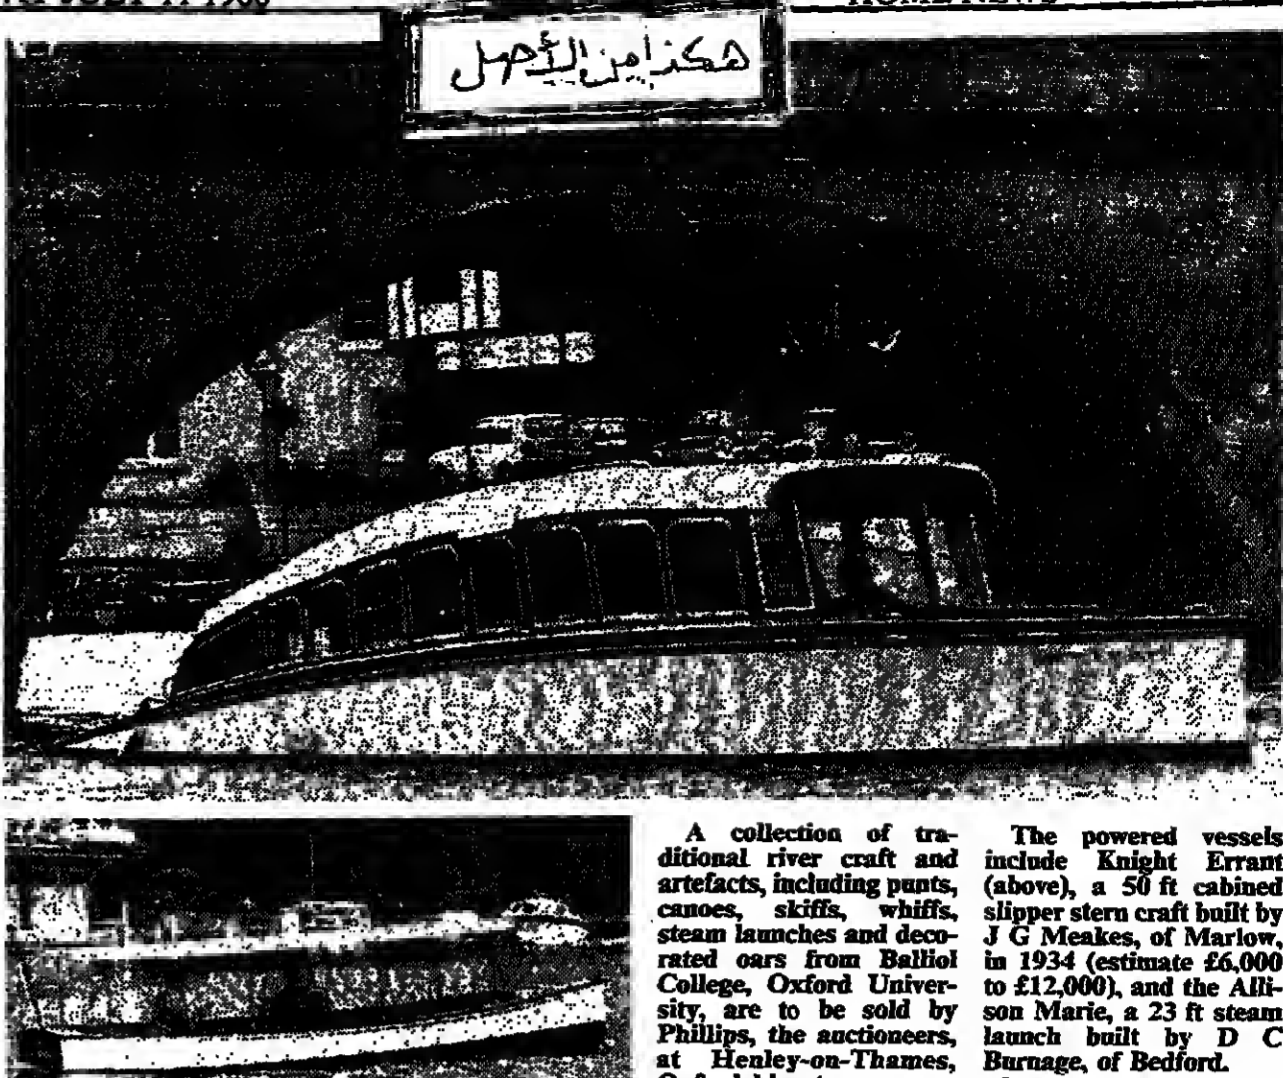 HOME NEWS
هكذا من الأصل
A collection of tra-
ditional river craft and
artefacts, including punts,
canoes, skiffs, whiffs,
steam launches and deco-
rated oars from Balliol
College, Oxford Univer-
sity, are to be sold by
Phillips, the auctioneers,
at Henley-on-Thames,
The powered vessels
include Knight Errant
(above), a 50 ft cabined
slipper stern craft built by
J G Meakes, of Marlow,
in 1934 (estimate £6,000
to £12,000), and the Alli-
son Marie, a 23 ft steam
launch built by D C
Burnage, of Bedford.